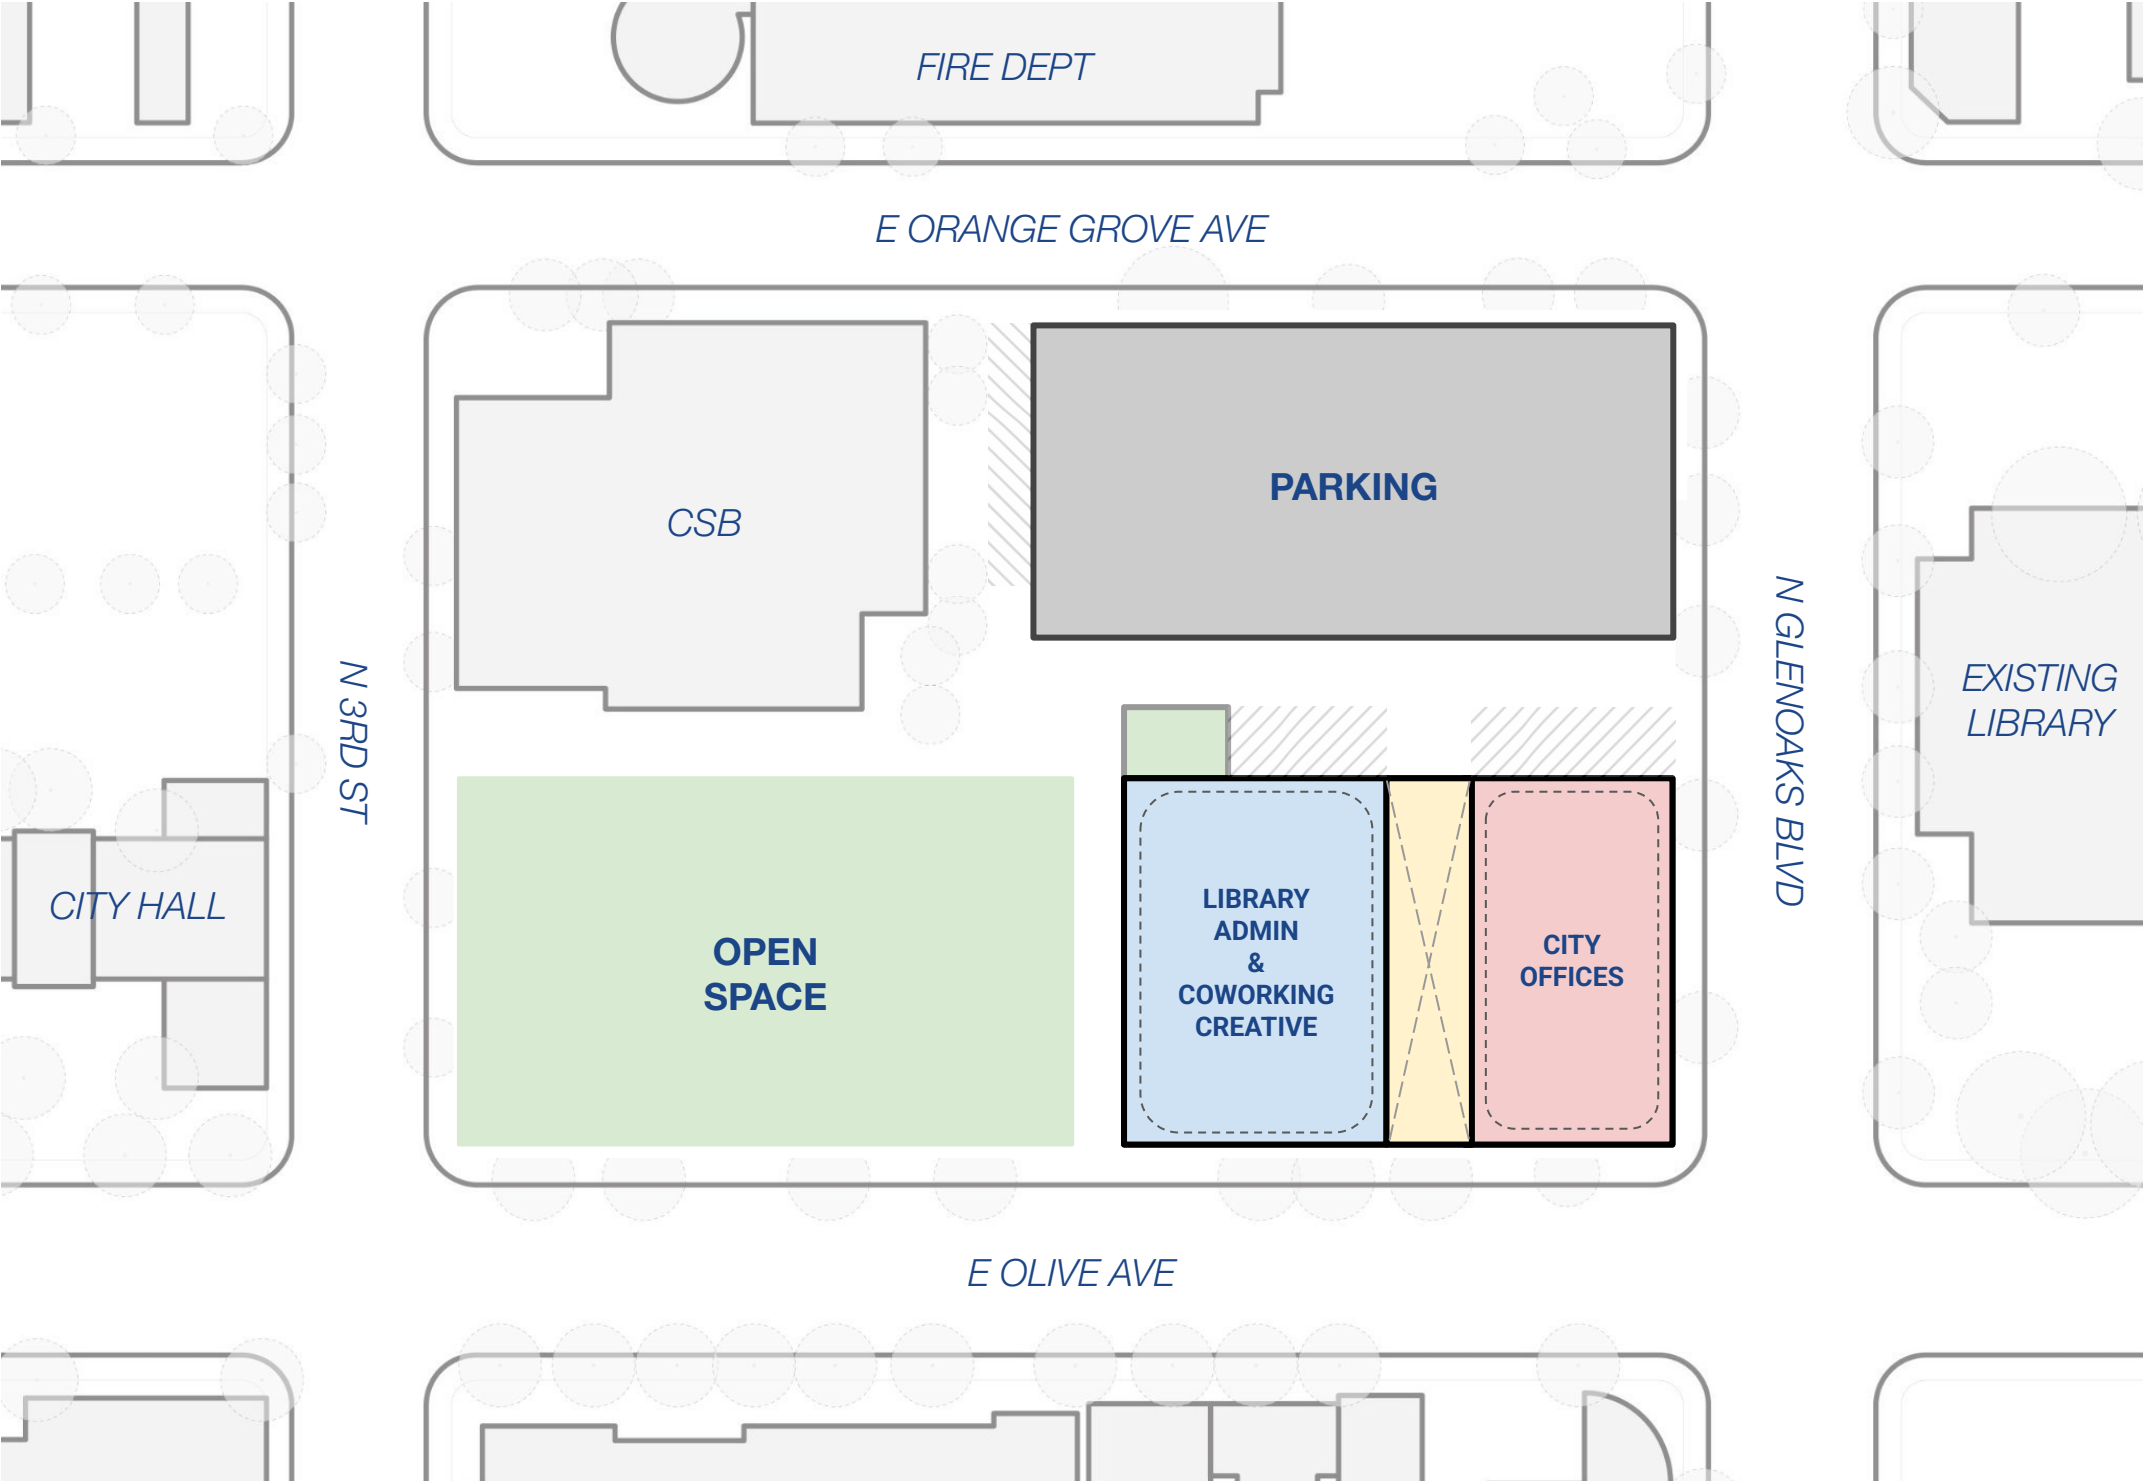 FIRE DEPT
E ORANGE GROVE AVE
PARKING
CSB
N 3RD ST
N GLENOAKS BLVD
EXISTING
LIBRARY
CITY HALL
OPEN
SPACE
LIBRARY
ADMIN
&
COWORKING
CREATIVE
CITY
OFFICES
E OLIVE AVE